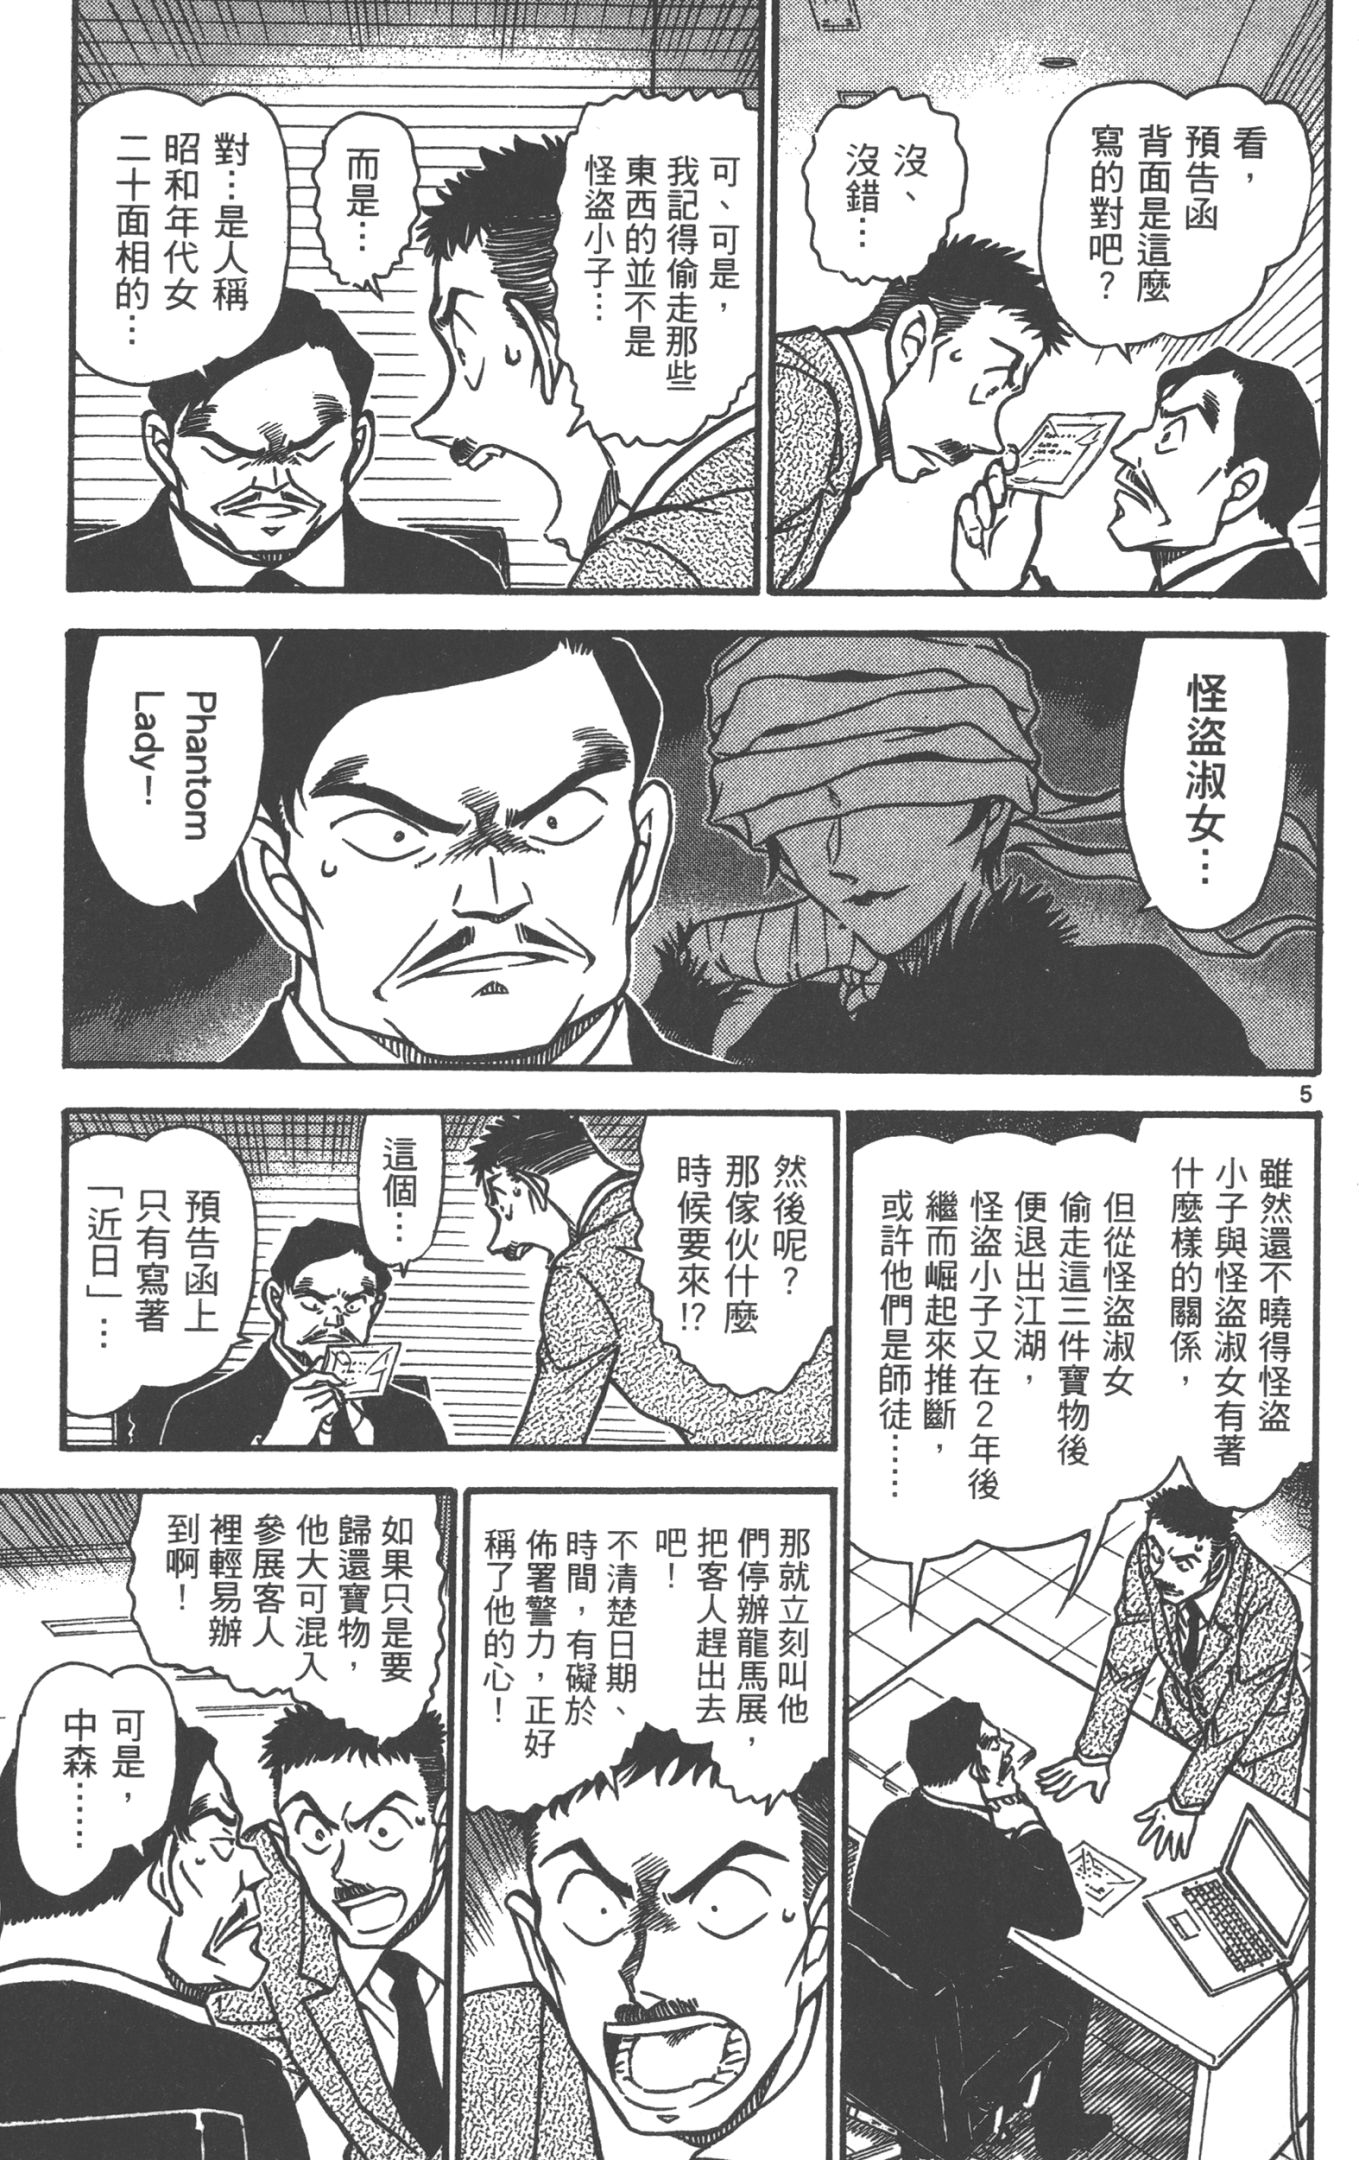 看，
預告函
背面是這麼
寫的對吧？
沒、
沒錯…
可、可是，
我記得偷走那些
東西的並不是
怪盜小子…
而是…
對…是人稱
昭和年代女
二十面相的…
怪盜淑女…
Phantom
Lady-．
5
雖然還不曉得怪盜
小子與怪盜淑女有著
什麼樣的關係，
但從怪盜淑女
偷走這三件寶物後
便退出江湖，
怪盜小子又在2年後
繼而崛起來推斷，
或許他們是師徒……
然後呢？
那傢伙什麼
時候要來!?
這個…
預告函上
只有寫著
「近日」…
那就立刻叫他
們停辦龍馬展，
把客人趕出去
吧！
不清楚日期、
時間，有礙於
佈署警力，正好
稱了他的心！
如果只是要
歸還寶物，
他大可混入
參展客人
裡輕易辦
到啊！
可是，
中森……